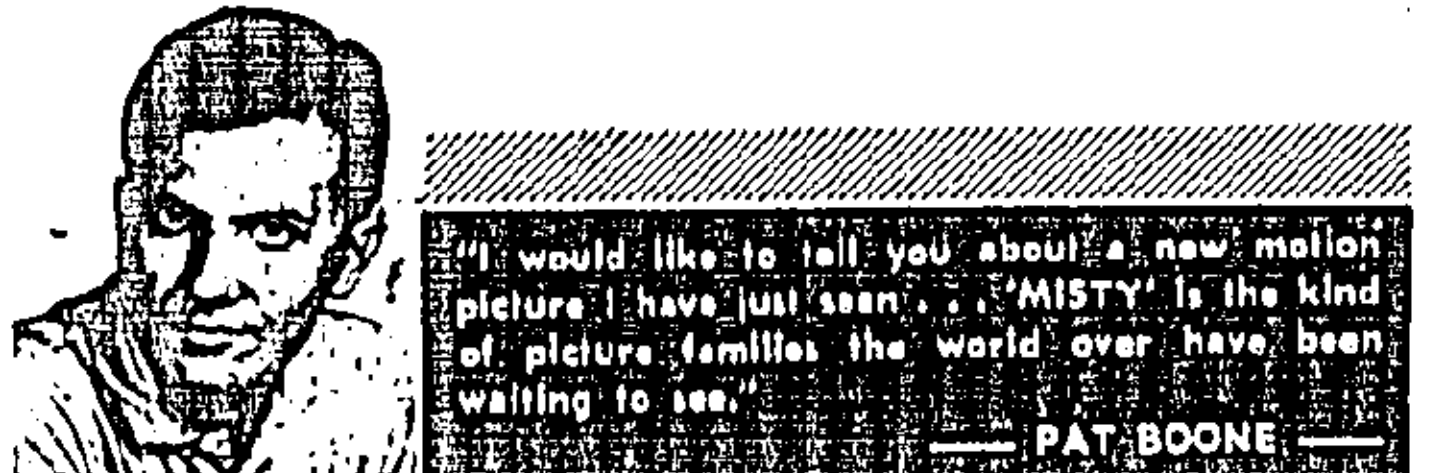 "I would like to tell you about a new motion
picture I have just seen . . . 'MISTY' is the kind
of picture families the world over have been
waiting to see."
— PAT BOONE —